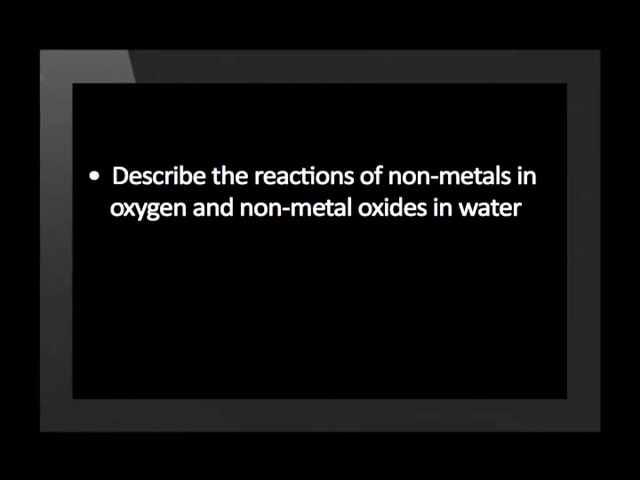 • Describe the reactions of non-metals in
oxygen and non-metal oxides in water